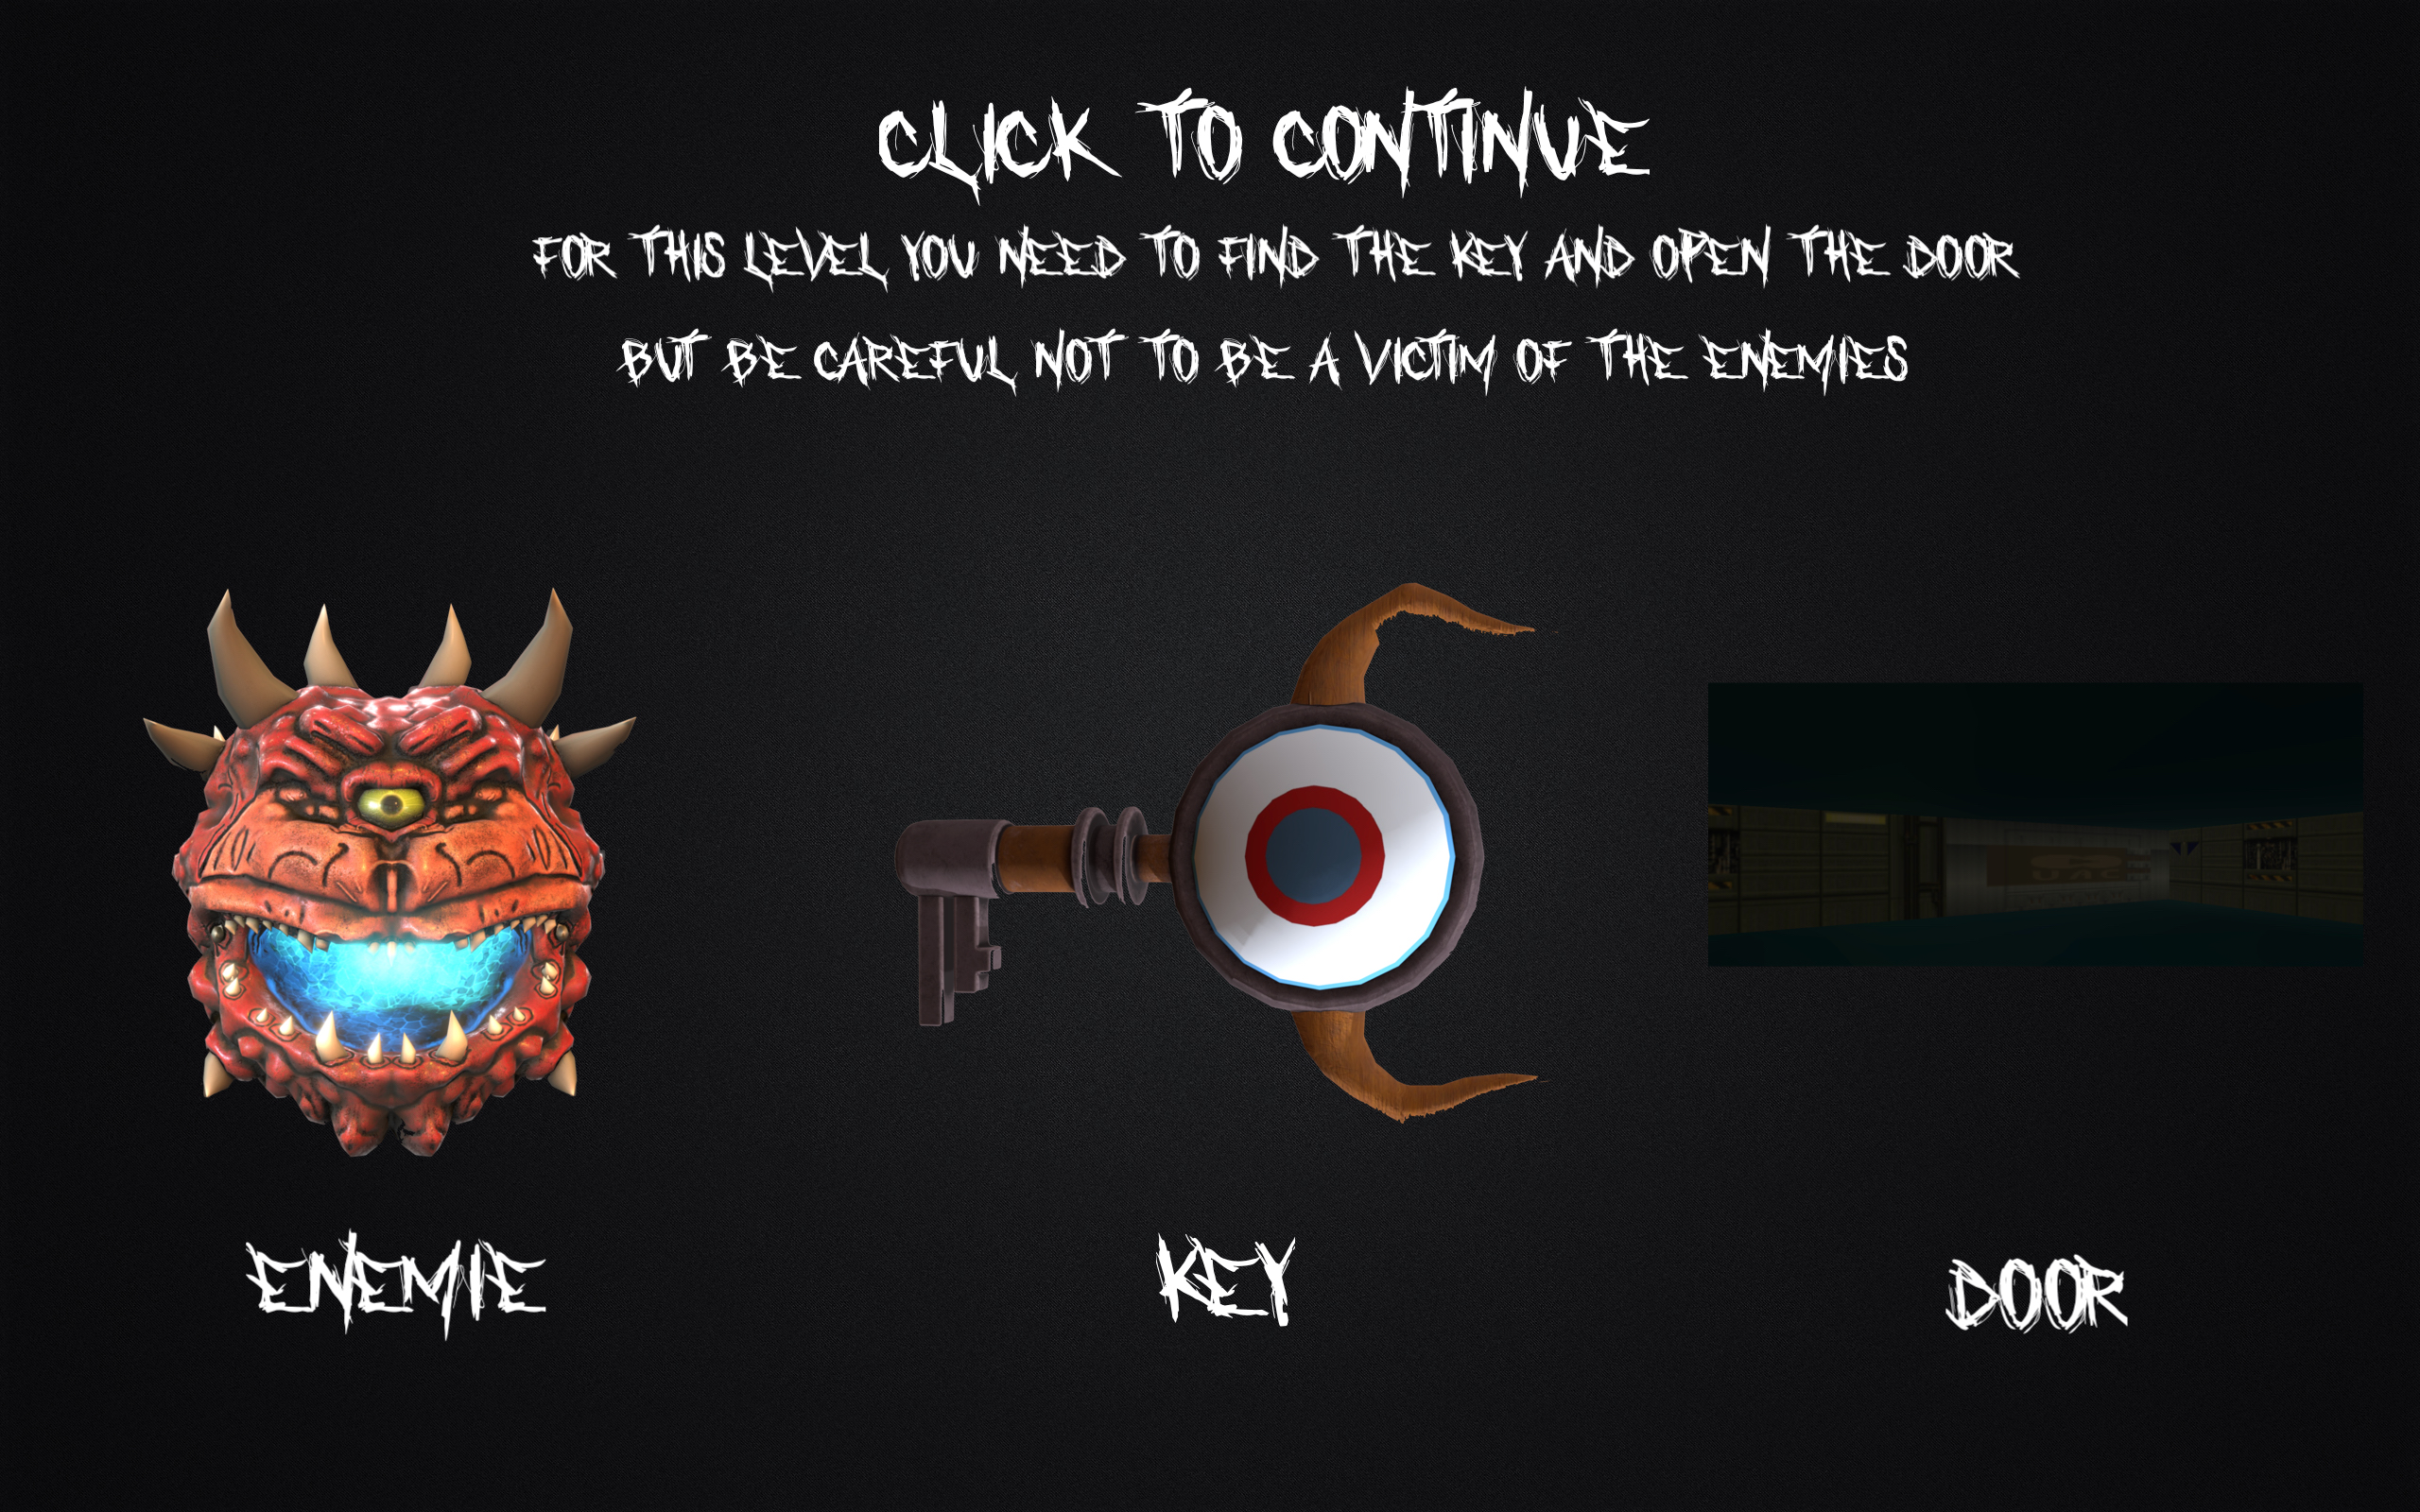 CLICK TO CONTINUE
FOR THIS LEVEL YOU NEED TO FIND THE KEY AND OPEN THE DOOR
BUT BE CAREFUL NOT TO BE A VICTIM OF THE ENEMIES
ENEMIE
KEY
DOOR